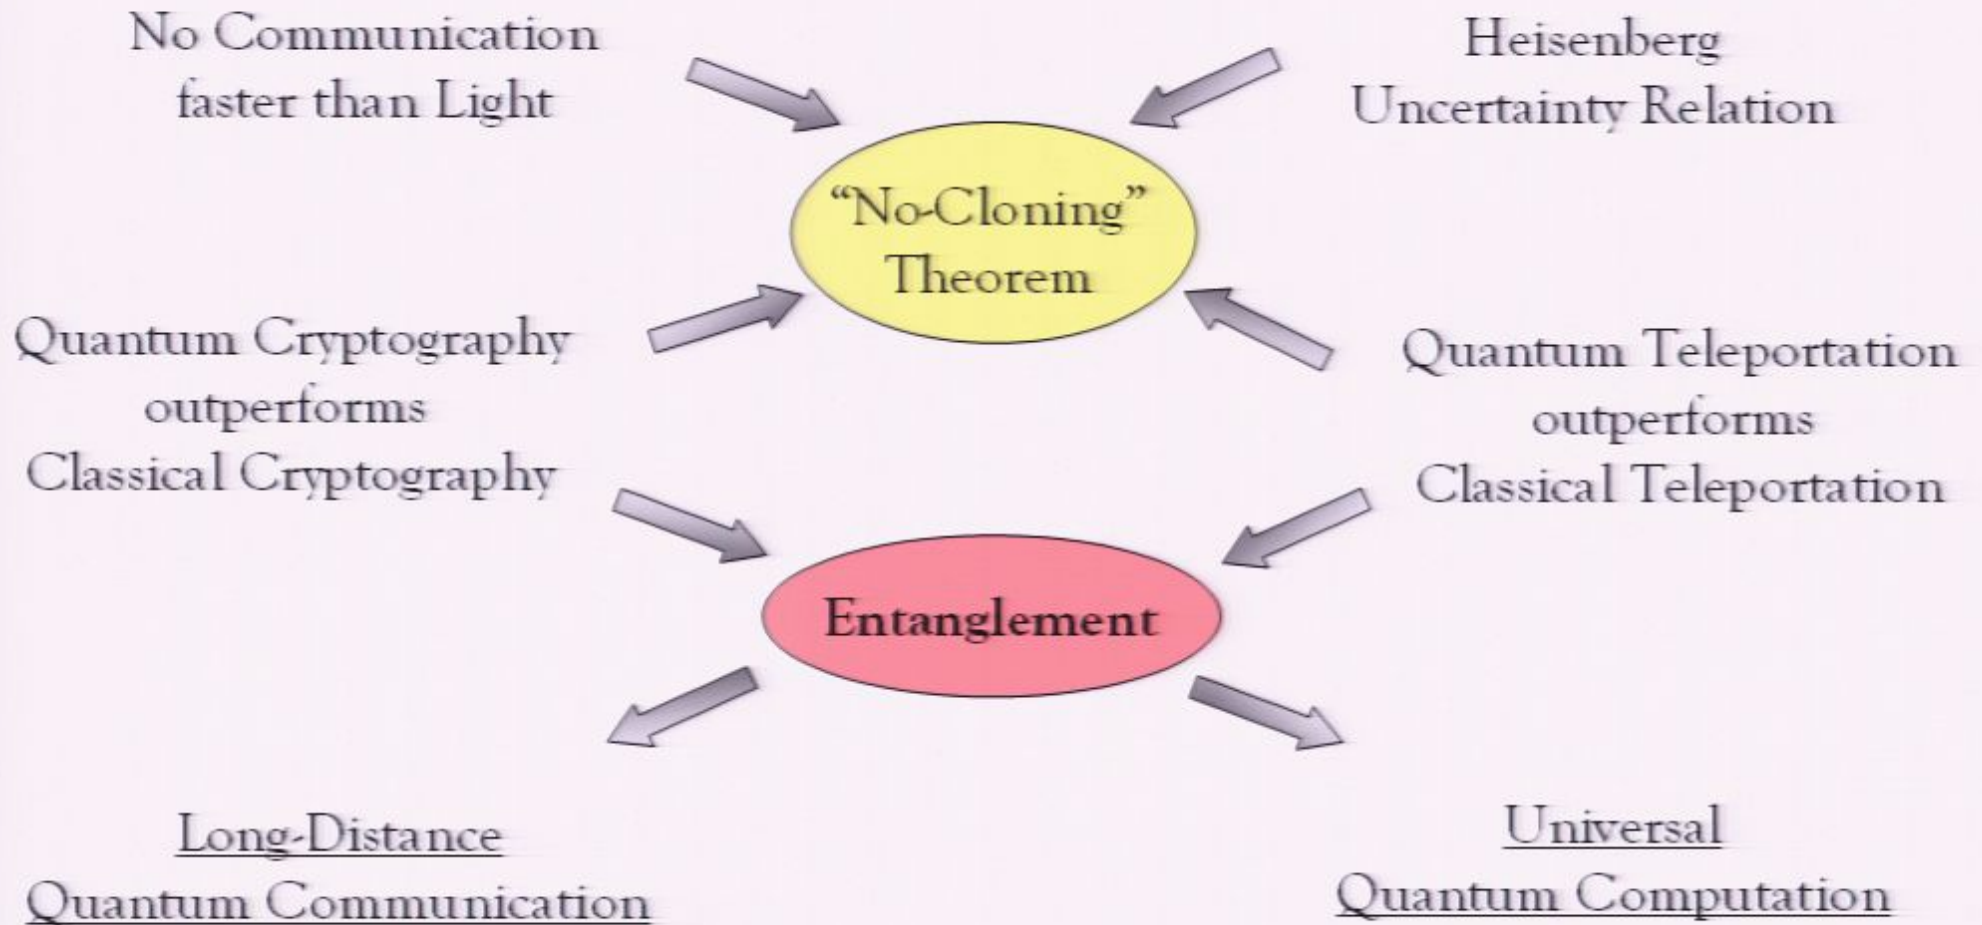 No Communication
faster than Light
Heisenberg
Uncertainty Relation
“No-Cloning”
Theorem
Quantum Cryptography
outperforms
Classical Cryptography
Quantum Teleportation
outperforms
Classical Teleportation
Entanglement
Long-Distance
Quantum Communication
Universal
Quantum Computation